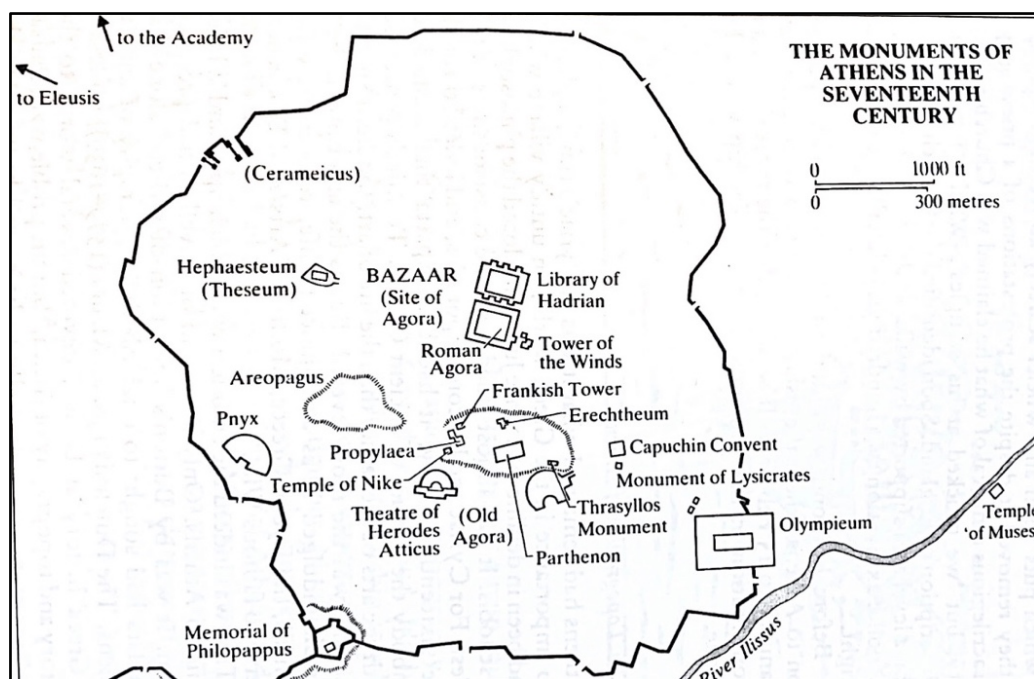 to the Academy
to Eleusis
THE MONUMENTS OF
ATHENS IN THE
SEVENTEENTH
CENTURY
0 1000 ft
0 300 metres
(Cerameicus)
Hephaesteum
(Theseum)
BAZAAR
(Site of
Agora)
Library of
Hadrian
Roman
Agora
Tower of
the Winds
Areopagus
Frankish Tower
Erechtheum
Pnyx
Propylaea
Capuchin Convent
Temple of Nike
Monument of Lysicrates
Theatre of
Herodes
Atticus
(Old
Agora)
Thrasyllos
Monument
Parthenon
Olympieum
Temple
of Muses
Memorial of
Philopappus
River Ilissus